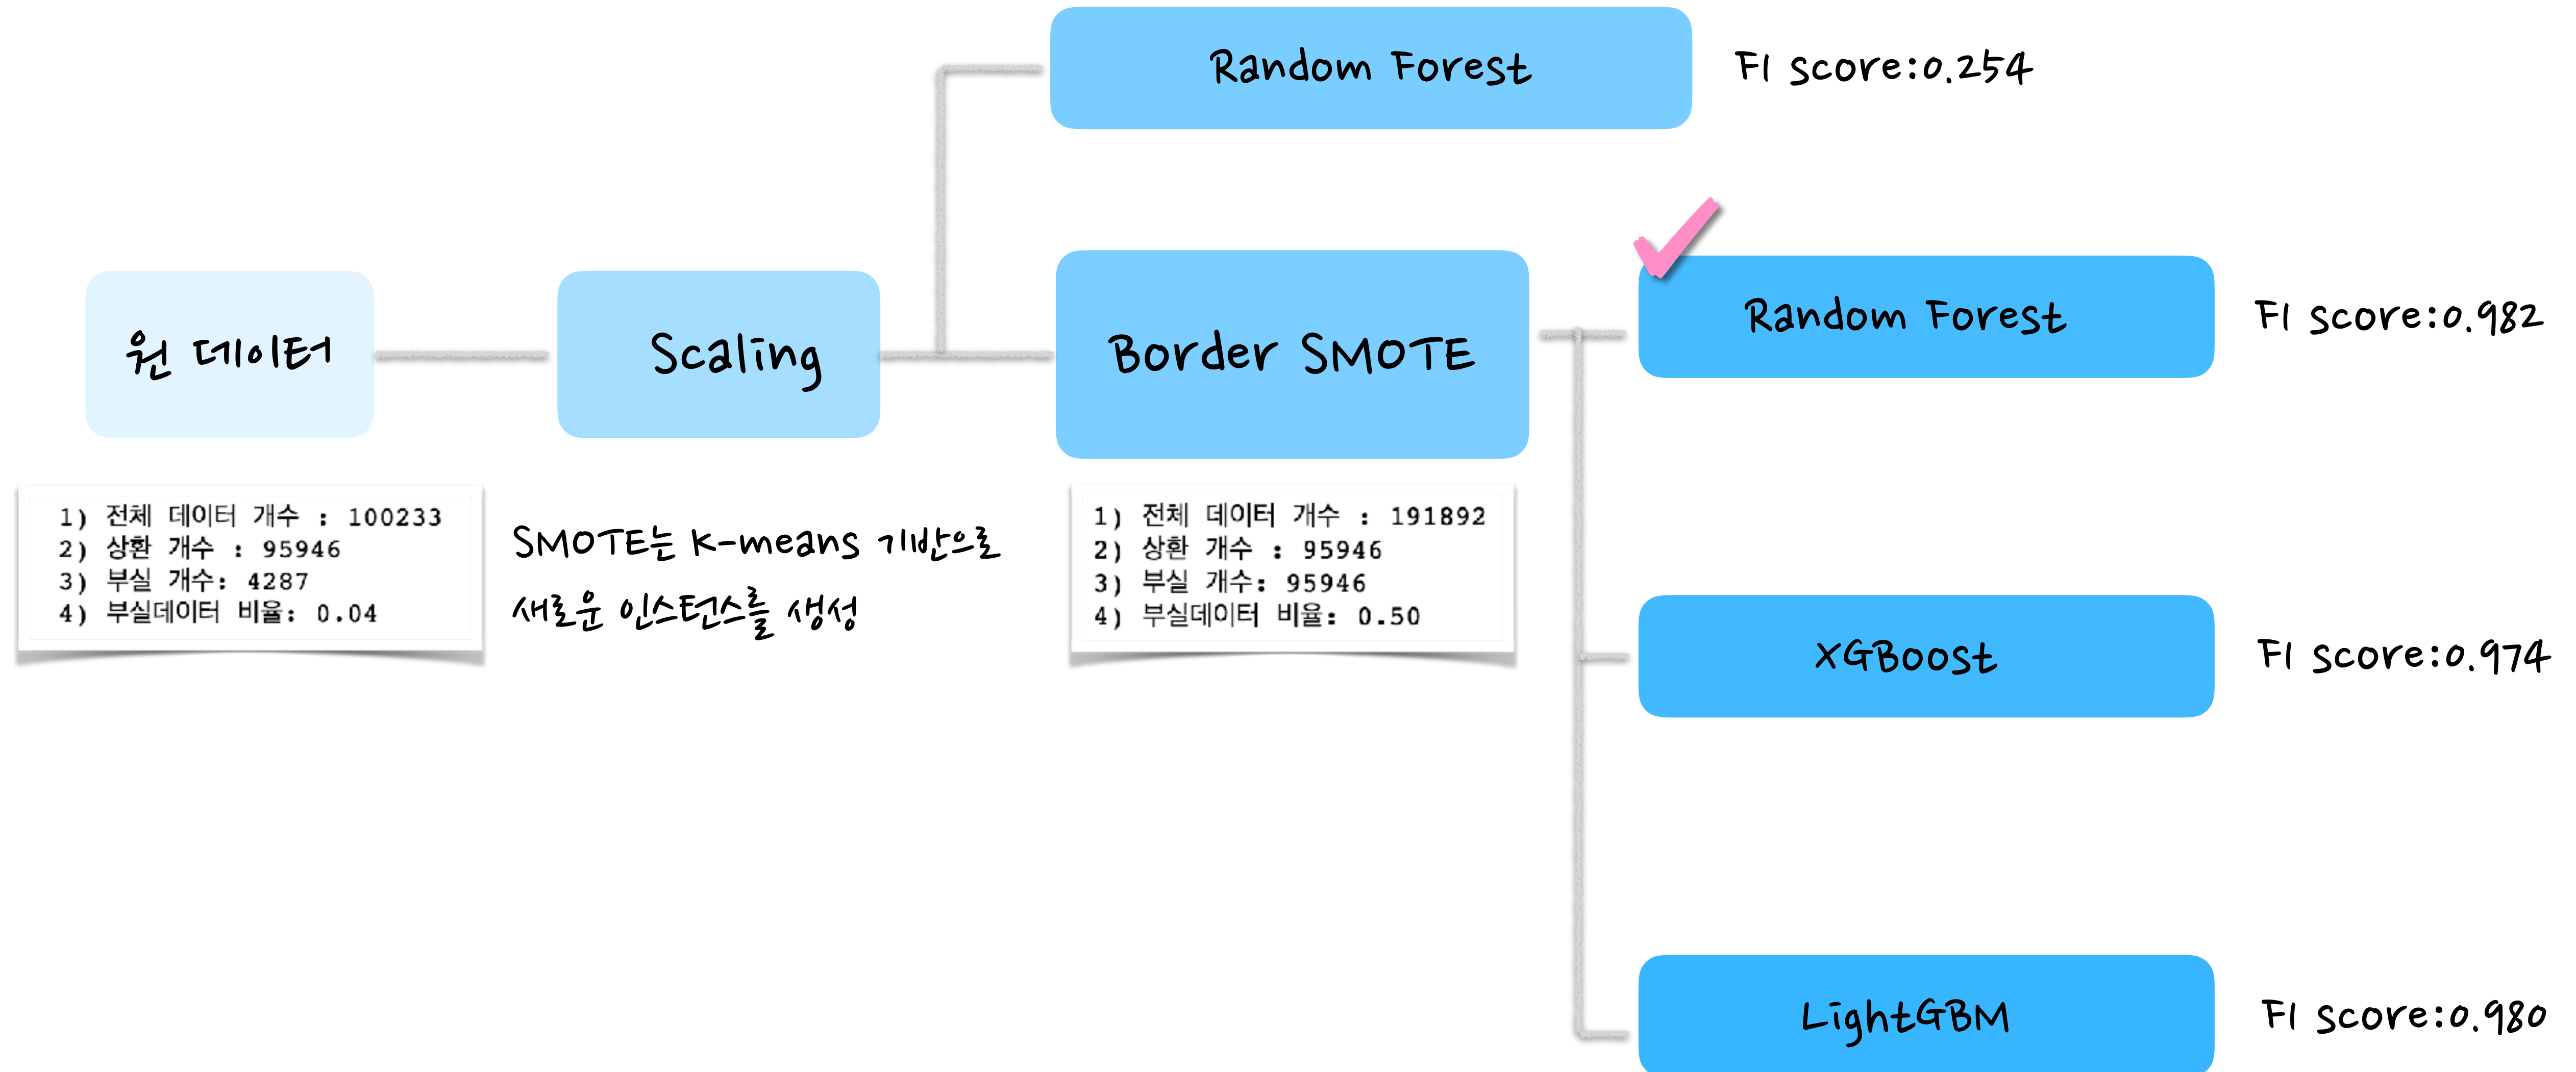 Random Forest
F1 score:0.254
원 데이터
Scaling
Border SMOTE
Random Forest
F1 score:0.982
1) 전체 데이터 개수 : 100233
2) 상환 개수 : 95946
3) 부실 개수: 4287
4) 부실데이터 비율: 0.04
SMOTE는 K-means 기반으로
새로운 인스턴스를 생성
1) 전체 데이터 개수 : 191892
2) 상환 개수 : 95946
3) 부실 개수: 95946
4) 부실데이터 비율: 0.50
XGBoost
F1 score:0.974
LightGBM
F1 score:0.980